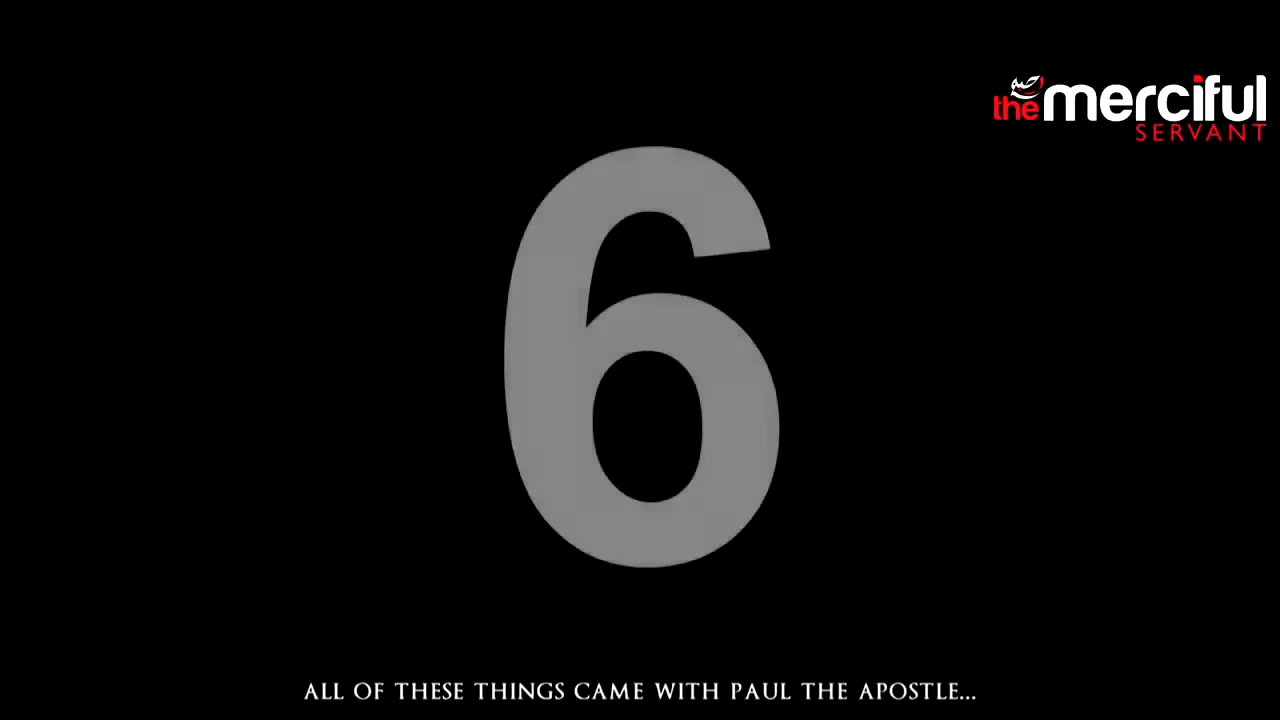 the merciful
SERVANT
6
ALL OF THESE THINGS CAME WITH PAUL THE APOSTLE...